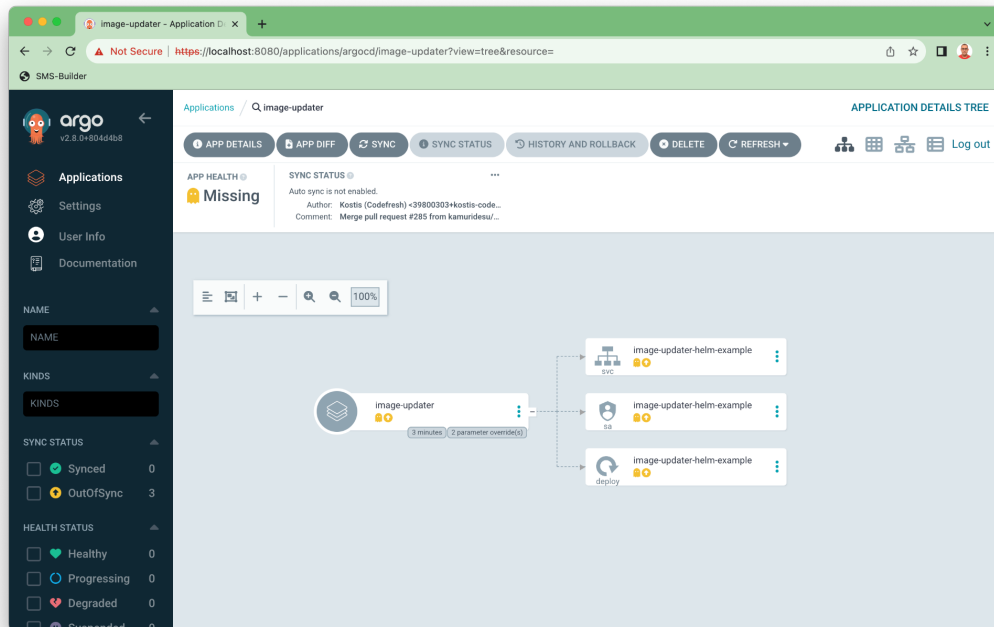 image-updater - Application De
Not Secure | https://localhost:8080/applications/argocd/image-updater?view=tree&resource=
SMS-Builder
argo
v2.8.0+804d4b8
Applications
Settings
User Info
Documentation
NAME
NAME
KINDS
KINDS
SYNC STATUS
Synced 0
OutOfSync 3
HEALTH STATUS
Healthy 0
Progressing 0
Degraded 0
Suspended 0
Applications / image-updater
APPLICATION DETAILS TREE
APP DETAILS APP DIFF SYNC SYNC STATUS HISTORY AND ROLLBACK DELETE REFRESH Log out
APP HEALTH
Missing
SYNC STATUS
Auto sync is not enabled.
Author: Kostis (Codefresh) <39800303+kostis-code...
Comment: Merge pull request #285 from kamuridesu/...
100%
image-updater
3 minutes 2 parameter override(s)
image-updater-helm-example
svc
image-updater-helm-example
sa
image-updater-helm-example
deploy